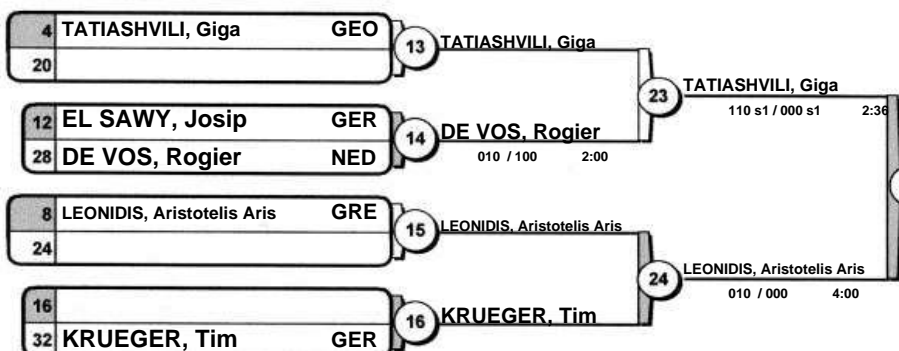 4 TATIASHVILI, Giga GEO
20
13 TATIASHVILI, Giga
12 EL SAWY, Josip GER
28 DE VOS, Rogier NED
14 DE VOS, Rogier
010 / 100 2:00
23 TATIASHVILI, Giga
110 s1 / 000 s1 2:36
8 LEONIDIS, Aristotelis Aris GRE
24
15 LEONIDIS, Aristotelis Aris
16
32 KRUEGER, Tim GER
16 KRUEGER, Tim
24 LEONIDIS, Aristotelis Aris
010 / 000 4:00